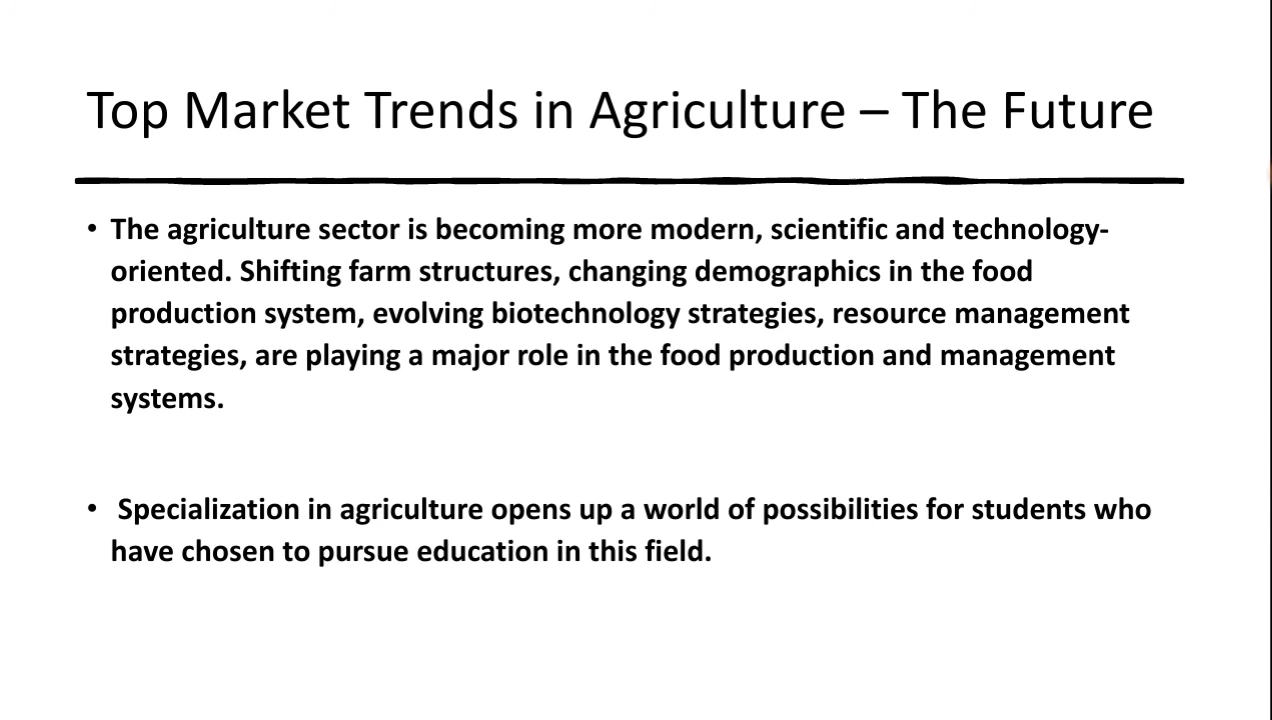 Top Market Trends in Agriculture – The Future
• The agriculture sector is becoming more modern, scientific and technology-
oriented. Shifting farm structures, changing demographics in the food
production system, evolving biotechnology strategies, resource management
strategies, are playing a major role in the food production and management
systems.
• Specialization in agriculture opens up a world of possibilities for students who
have chosen to pursue education in this field.